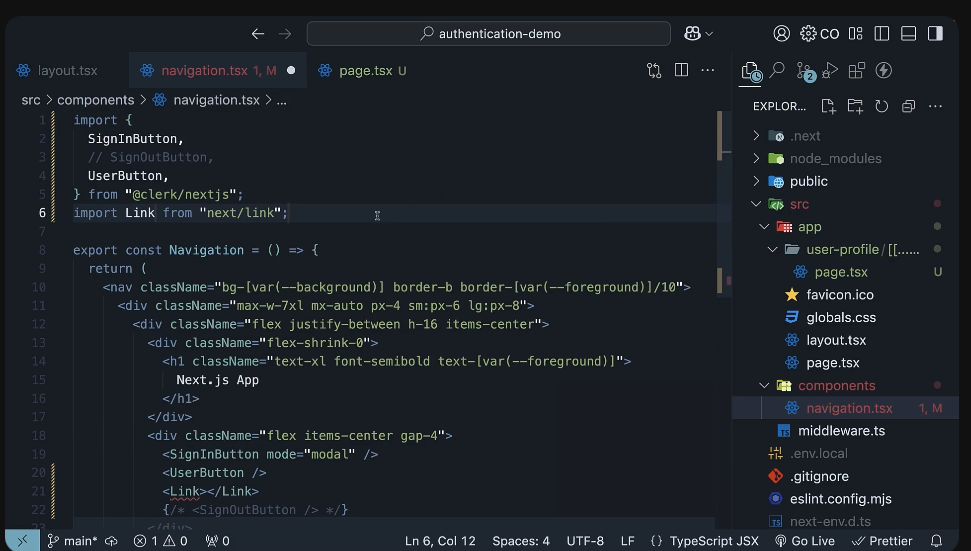 authentication-demo
CO
layout.tsx
navigation.tsx 1, M
page.tsx U
2
src > components > navigation.tsx > ...
EXPLOR...
1 import {
2 SignInButton,
3 // SignOutButton,
4 UserButton,
5 } from "@clerk/nextjs";
6 import Link from "next/link";
7
8 export const Navigation = () => {
9 return (
10 <nav className="bg-[var(--background)] border-b border-[var(--foreground)]/10">
11 <div className="max-w-7xl mx-auto px-4 sm:px-6 lg:px-8">
12 <div className="flex justify-between h-16 items-center">
13 <div className="flex-shrink-0">
14 <h1 className="text-xl font-semibold text-[var(--foreground)]">
15 Next.js App
16 </h1>
17 </div>
18 <div className="flex items-center gap-4">
19 <SignInButton mode="modal" />
20 <UserButton />
21 <Link></Link>
22 {/* <SignOutButton /> */}
23 </div>
.next
node_modules
public
src
app
user-profile / [[......
page.tsx U
favicon.ico
globals.css
layout.tsx
page.tsx
components
navigation.tsx 1, M
middleware.ts
.env.local
.gitignore
eslint.config.mjs
next-env.d.ts
main* 1 0 0 Ln 6, Col 12 Spaces: 4 UTF-8 LF {} TypeScript JSX Go Live Prettier